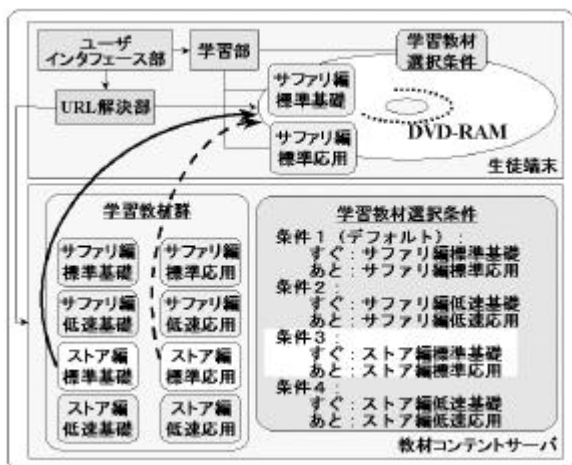 ユーザ
インタフェース部
学習部
学習教材
選択条件
URL解決部
サファリ編
標準基礎
サファリ編
標準応用
DVD-RAM
生徒端末
学習教材群
サファリ編
標準基礎
サファリ編
標準応用
サファリ編
低速基礎
サファリ編
低速応用
ストア編
標準基礎
ストア編
標準応用
ストア編
低速基礎
ストア編
低速応用
学習教材選択条件
条件1(デフォルト):
すぐ:サファリ編標準基礎
あと:サファリ編標準応用
条件2:
すぐ:サファリ編低速基礎
あと:サファリ編低速応用
条件3:
すぐ:ストア編標準基礎
あと:ストア編標準応用
条件4:
すぐ:ストア編低速基礎
あと:ストア編低速応用
教材コンテントサーバ